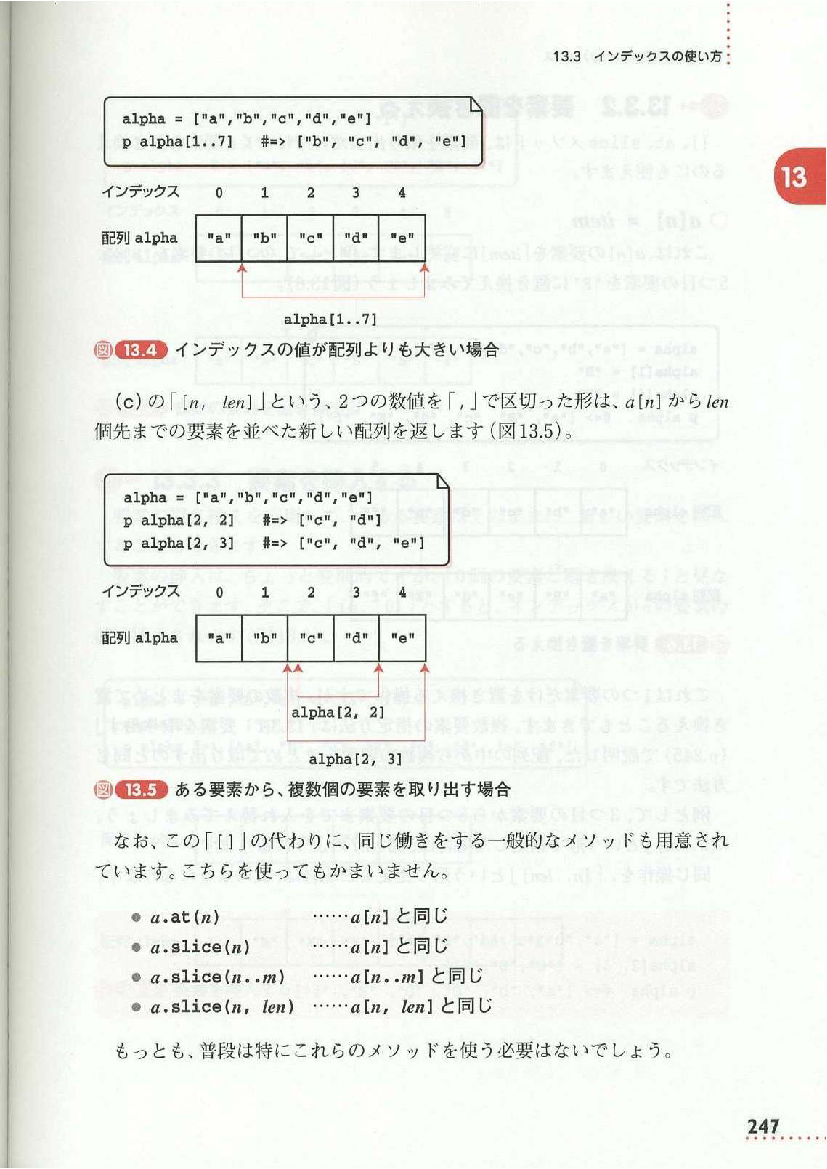 13.3 インデックスの使い方
alpha = ["a","b","c","d","e"]
p alpha[1..7] #=> ["b", "c", "d", "e"]
13
インデックス 0 1 2 3 4
配列 alpha "a" "b" "c" "d" "e"
alpha[1..7]
図 13.4 インデックスの値が配列よりも大きい場合
(c) の「[n, len]」という、2つの数値を「,」で区切った形は、a[n] から len
個先までの要素を並べた新しい配列を返します(図13.5)。
alpha = ["a","b","c","d","e"]
p alpha[2, 2] #=> ["c", "d"]
p alpha[2, 3] #=> ["c", "d", "e"]
インデックス 0 1 2 3 4
配列 alpha "a" "b" "c" "d" "e"
alpha[2, 2]
alpha[2, 3]
図 13.5 ある要素から、複数個の要素を取り出す場合
なお、この「[]」の代わりに、同じ働きをする一般的なメソッドも用意され
ています。こちらを使ってもかまいません。
● a.at(n) ……a[n] と同じ
● a.slice(n) ……a[n] と同じ
● a.slice(n..m) ……a[n..m] と同じ
● a.slice(n, len) ……a[n, len] と同じ
もっとも、普段は特にこれらのメソッドを使う必要はないでしょう。
247